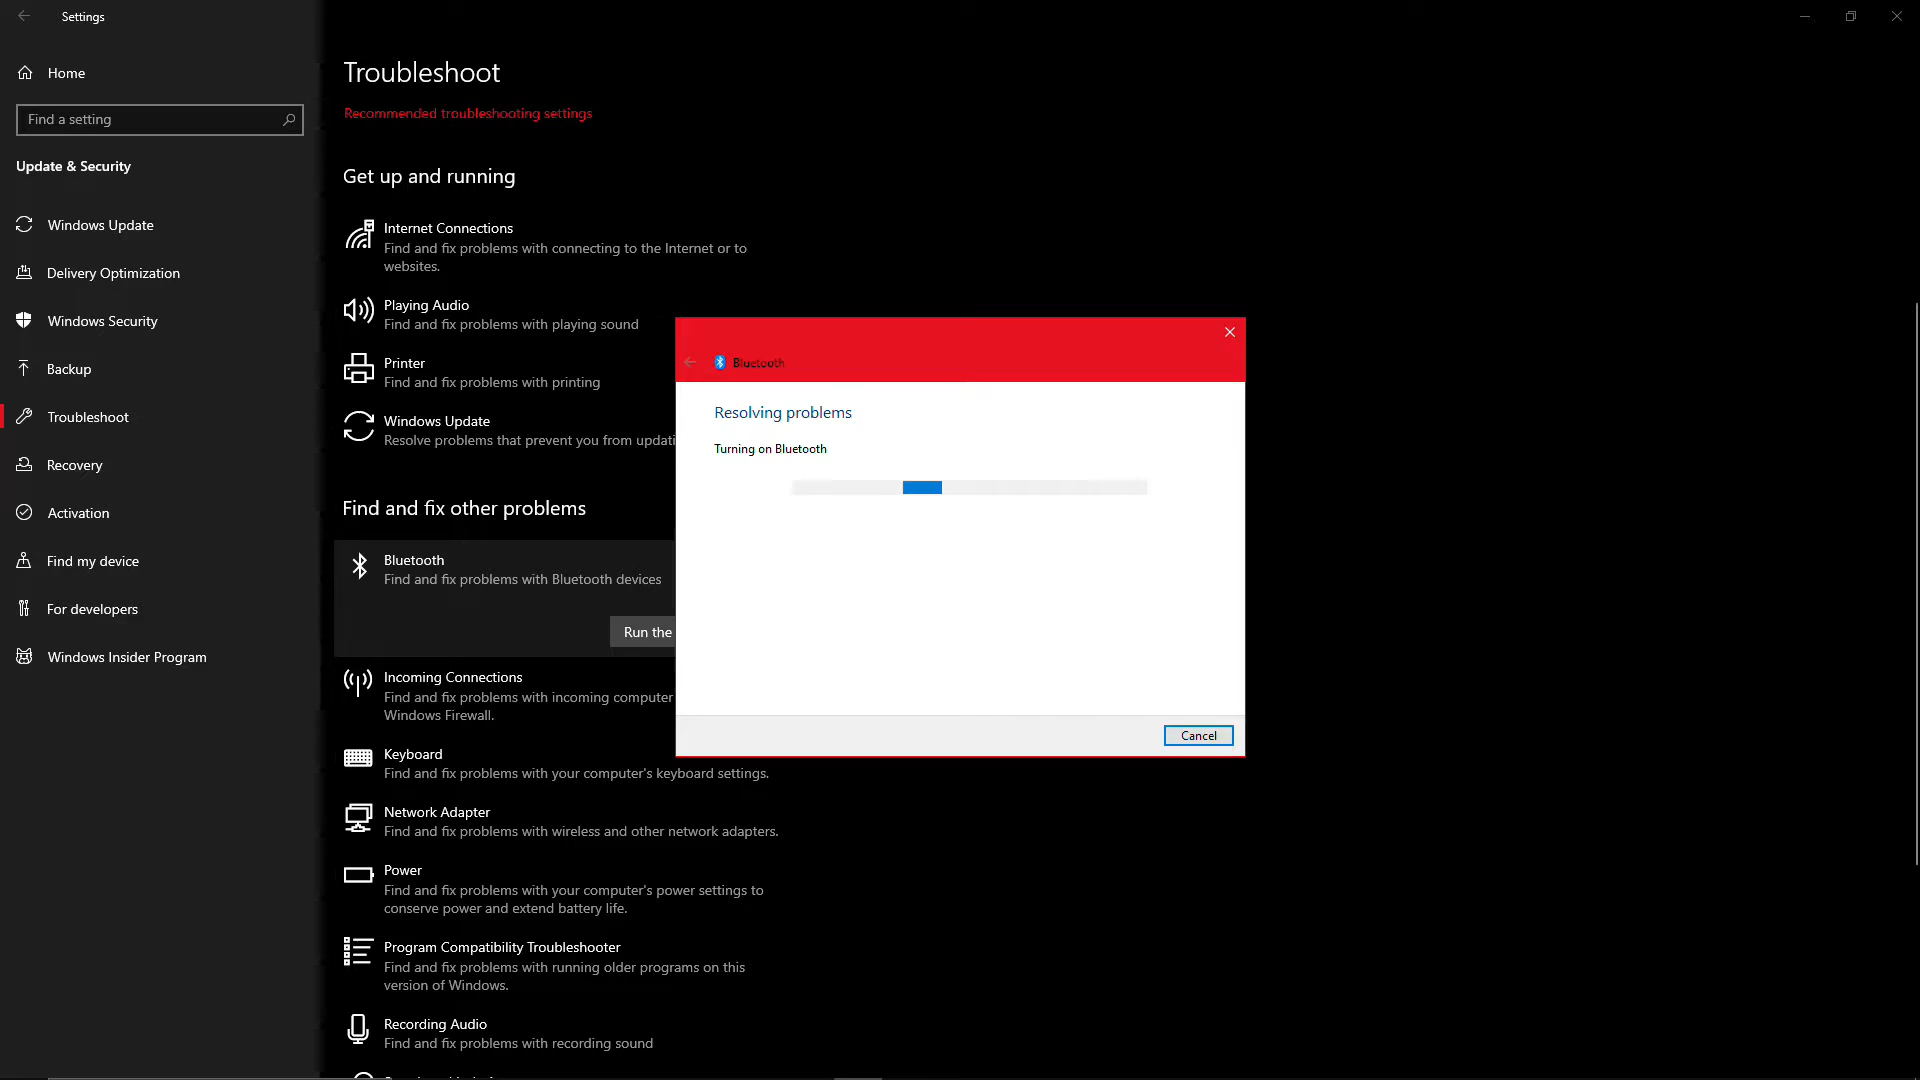 Settings
Home
Find a setting
Update & Security
Windows Update
Delivery Optimization
Windows Security
Backup
Troubleshoot
Recovery
Activation
Find my device
For developers
Windows Insider Program
Troubleshoot
Recommended troubleshooting settings
Get up and running
Internet Connections
Find and fix problems with connecting to the Internet or to
websites.
Playing Audio
Find and fix problems with playing sound
Printer
Find and fix problems with printing
Windows Update
Resolve problems that prevent you from updati
Find and fix other problems
Bluetooth
Find and fix problems with Bluetooth devices
Run the
Incoming Connections
Find and fix problems with incoming computer
Windows Firewall.
Keyboard
Find and fix problems with your computer's keyboard settings.
Network Adapter
Find and fix problems with wireless and other network adapters.
Power
Find and fix problems with your computer's power settings to
conserve power and extend battery life.
Program Compatibility Troubleshooter
Find and fix problems with running older programs on this
version of Windows.
Recording Audio
Find and fix problems with recording sound
Bluetooth
Resolving problems
Turning on Bluetooth
Cancel